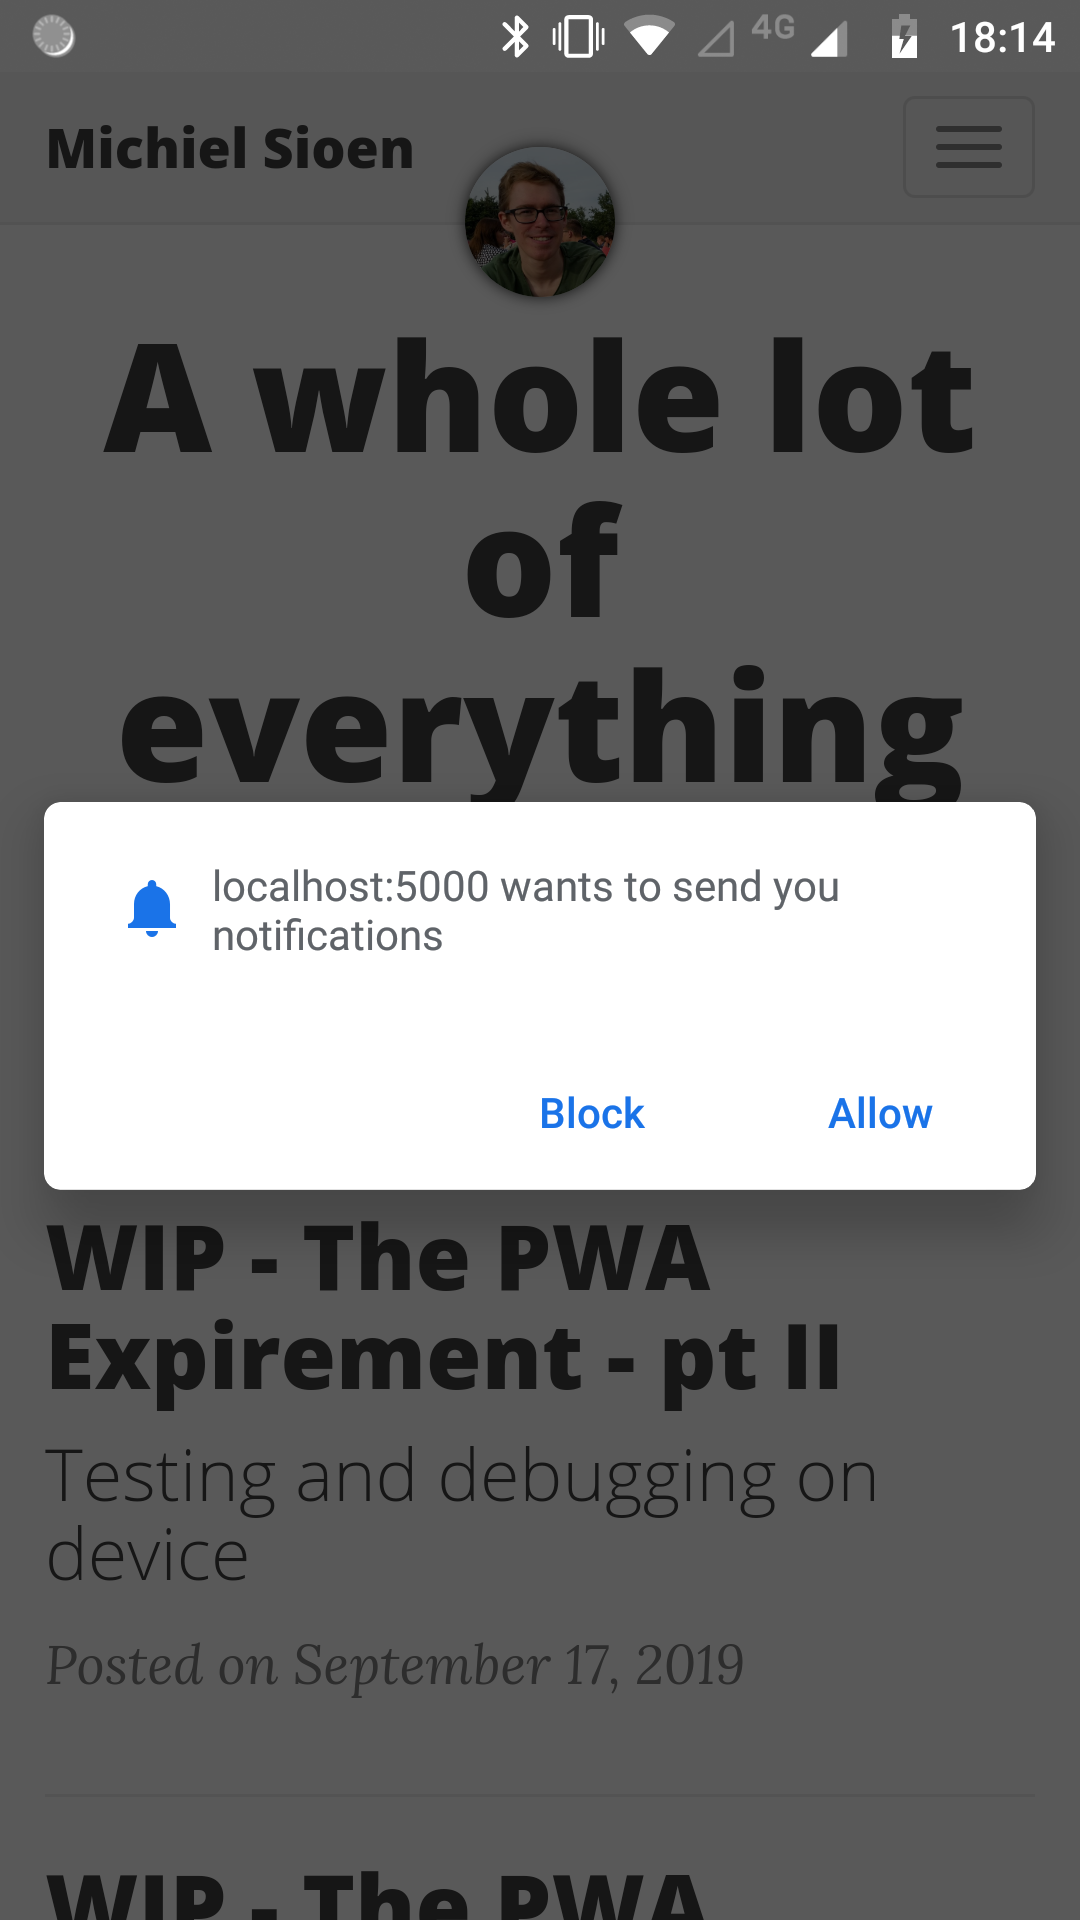 4G 18:14
Michiel Sioen
A whole lot
of
everything
localhost:5000 wants to send you
notifications
Block Allow
WIP - The PWA
Expirement - pt II
Testing and debugging on
device
Posted on September 17, 2019
WIP - The PWA